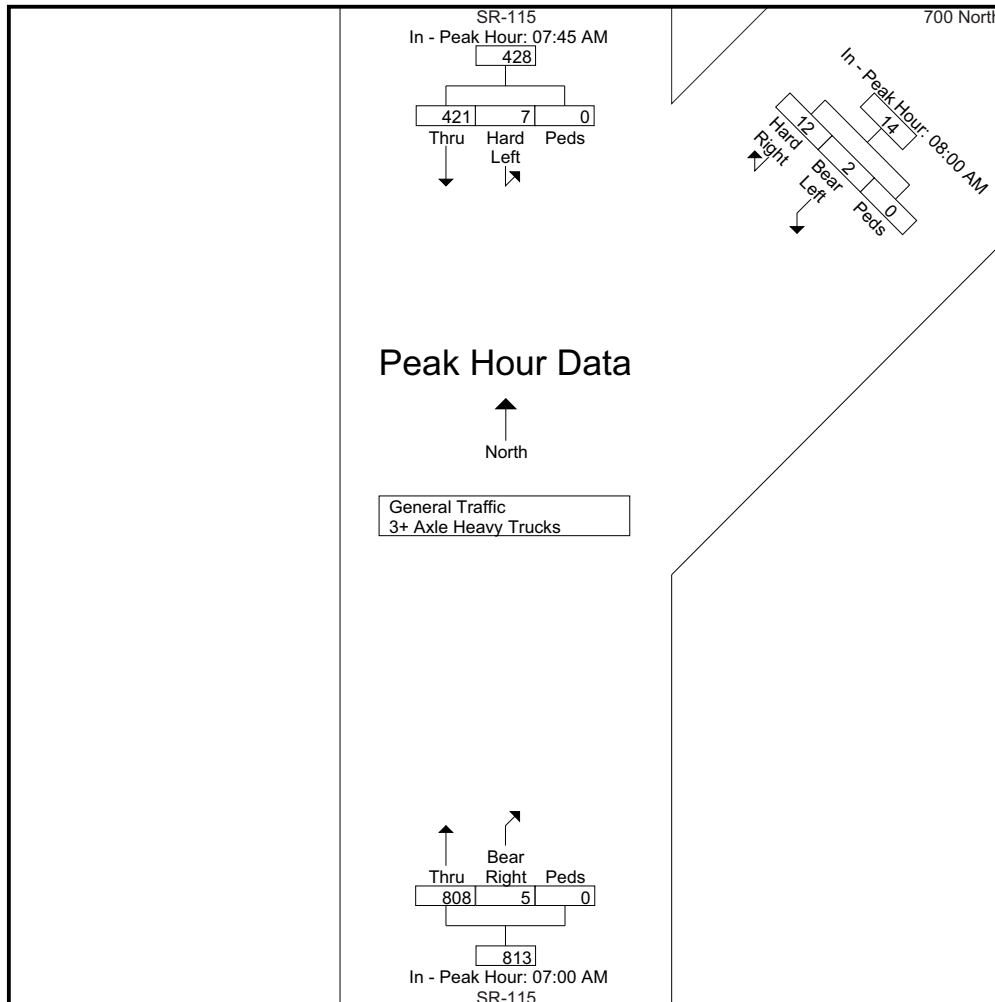 SR-115
In - Peak Hour: 07:45 AM
428
421 7 0
Thru Hard Left Peds
700 North
In - Peak Hour: 08:00 AM
14
12 2 0
Hard Right Bear Left Peds
Peak Hour Data
North
General Traffic
3+ Axle Heavy Trucks
Thru Bear Right Peds
808 5 0
813
In - Peak Hour: 07:00 AM
SR-115